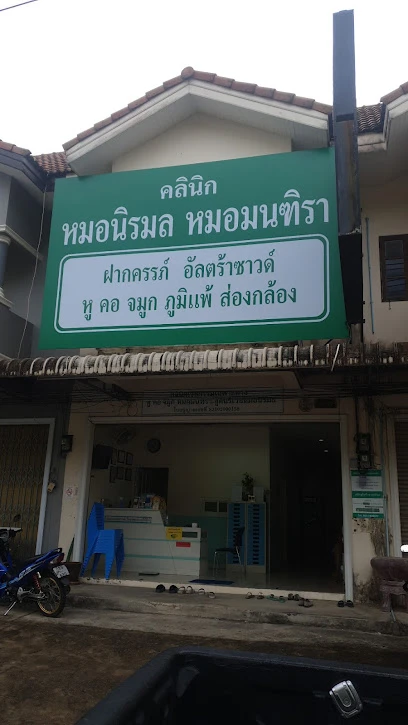 คลินิก
หมอนิรมล หมอมนฑิรา
ฝากครรภ์ อัลตร้าซาวด์
หู คอ จมูก ภูมิแพ้ ส่องกล้อง